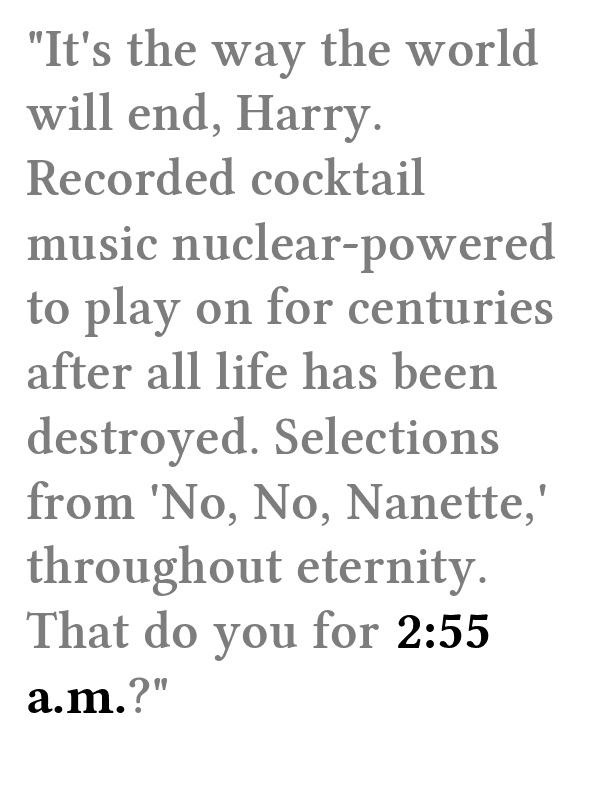 "It's the way the world
will end, Harry.
Recorded cocktail
music nuclear-powered
to play on for centuries
after all life has been
destroyed. Selections
from 'No, No, Nanette,'
throughout eternity.
That do you for 2:55
a.m.?"